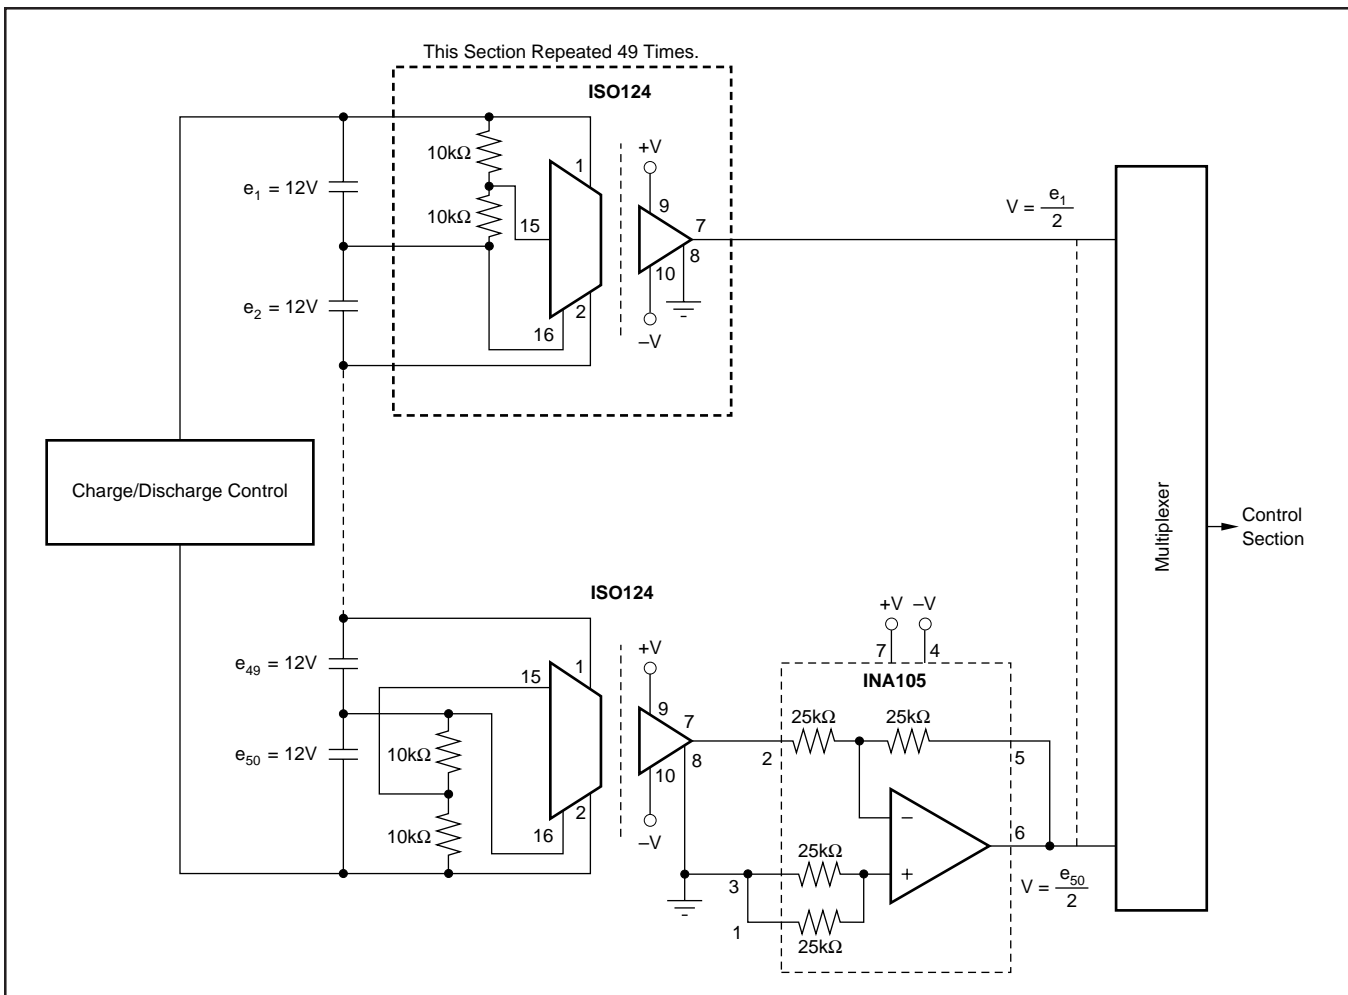 This Section Repeated 49 Times.
ISO124
10kΩ
1
+V
e1 = 12V
10kΩ
15
9
7
8
10
V = e1/2
e2 = 12V
2
16
–V
Charge/Discharge Control
Multiplexer
Control
Section
ISO124
+V –V
7 4
e49 = 12V
15
1
+V
INA105
9
7
25kΩ 25kΩ
e50 = 12V
10kΩ
8
2
5
10
10kΩ
16
2
–V
–
6
25kΩ
+
3
V = e50/2
1
25kΩ